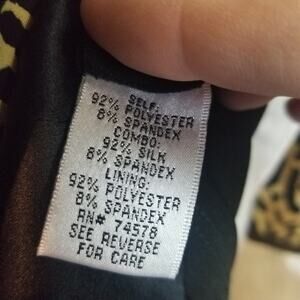 SELF:
92% POLYESTER
8% SPANDEX
COMBO:
92% SILK
8% SPANDEX
LINING:
92% POLYESTER
8% SPANDEX
RN# 74578
SEE REVERSE
FOR CARE